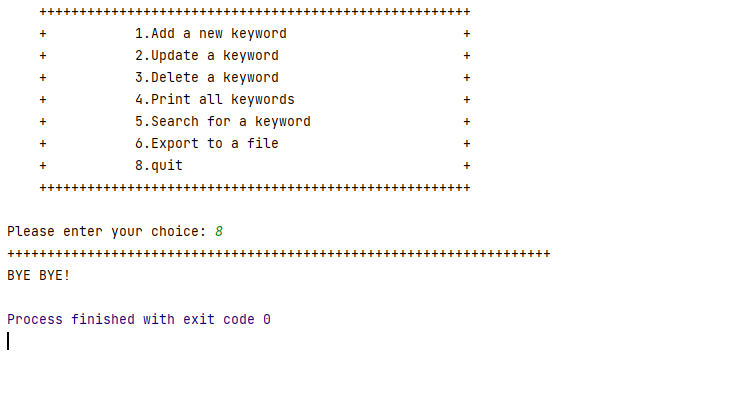 ++++++++++++++++++++++++++++++++++++++++++++++++++++++
+           1.Add a new keyword                      +
+           2.Update a keyword                       +
+           3.Delete a keyword                       +
+           4.Print all keywords                     +
+           5.Search for a keyword                   +
+           6.Export to a file                       +
+           8.quit                                   +
++++++++++++++++++++++++++++++++++++++++++++++++++++++
Please enter your choice: 8
++++++++++++++++++++++++++++++++++++++++++++++++++++++++++++++++++++
BYE BYE!
Process finished with exit code 0